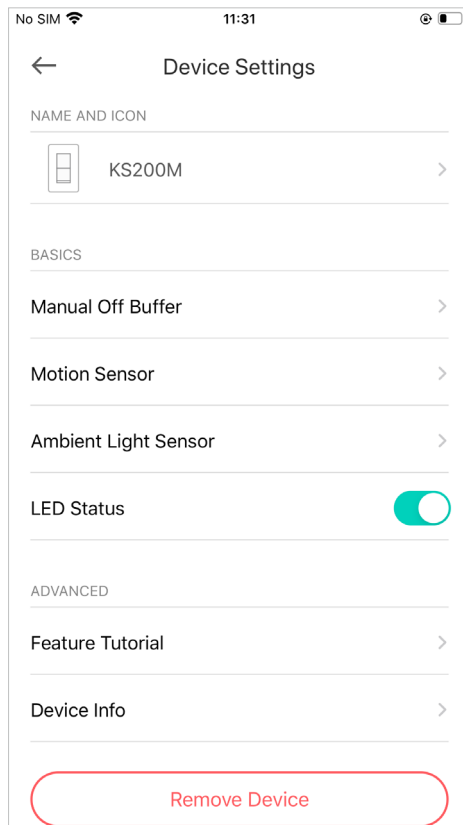 No SIM 11:31
Device Settings
NAME AND ICON
KS200M
BASICS
Manual Off Buffer
Motion Sensor
Ambient Light Sensor
LED Status
ADVANCED
Feature Tutorial
Device Info
Remove Device